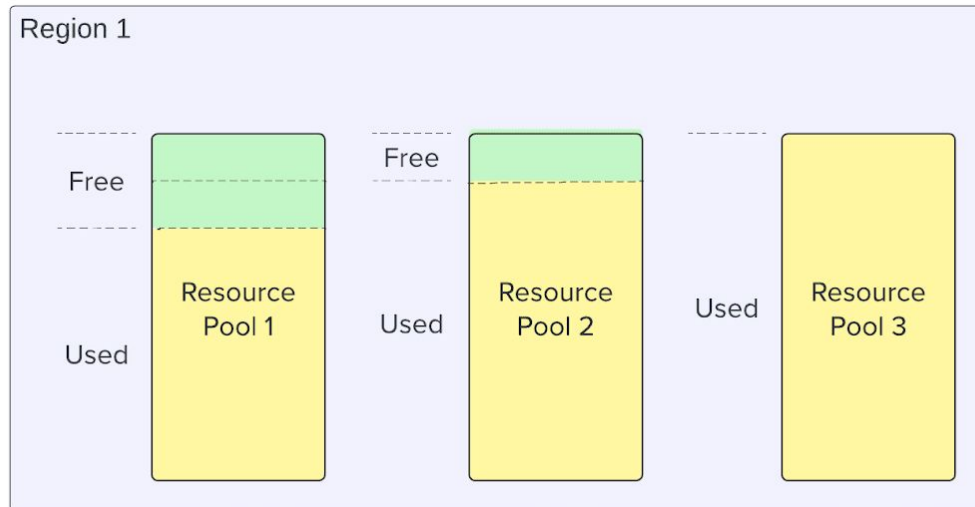 Region 1
Free
Used
Resource
Pool 1
Free
Used
Resource
Pool 2
Used
Resource
Pool 3